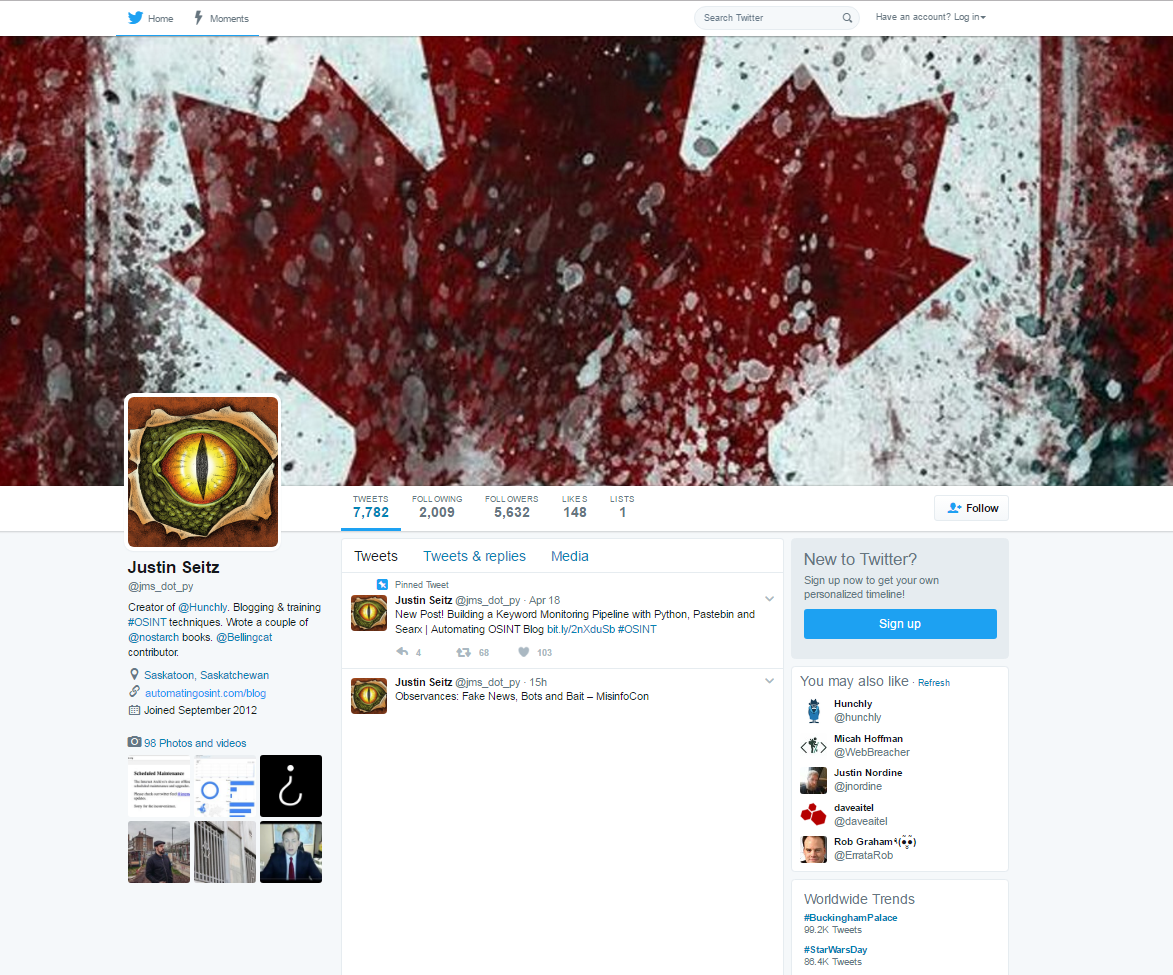 Home
Moments
Search Twitter
Have an account? Log in
TWEETS
7,782
FOLLOWING
2,009
FOLLOWERS
5,632
LIKES
148
LISTS
1
Follow
Justin Seitz
@jms_dot_py
Creator of @Hunchly. Blogging & training
#OSINT techniques. Wrote a couple of
@nostarch books. @Bellingcat
contributor.
Saskatoon, Saskatchewan
automatingosint.com/blog
Joined September 2012
98 Photos and videos
Scheduled Maintenance
Tweets
Tweets & replies
Media
Pinned Tweet
Justin Seitz @jms_dot_py · Apr 18
New Post! Building a Keyword Monitoring Pipeline with Python, Pastebin and
Searx | Automating OSINT Blog bit.ly/2nXduSb #OSINT
4
68
103
Justin Seitz @jms_dot_py · 15h
Observances: Fake News, Bots and Bait – MisinfoCon
New to Twitter?
Sign up now to get your own
personalized timeline!
Sign up
You may also like · Refresh
Hunchly
@hunchly
Micah Hoffman
@WebBreacher
Justin Nordine
@jnordine
daveaitel
@daveaitel
Rob Graham
@ErrataRob
Worldwide Trends
#BuckinghamPalace
99.2K Tweets
#StarWarsDay
86.4K Tweets